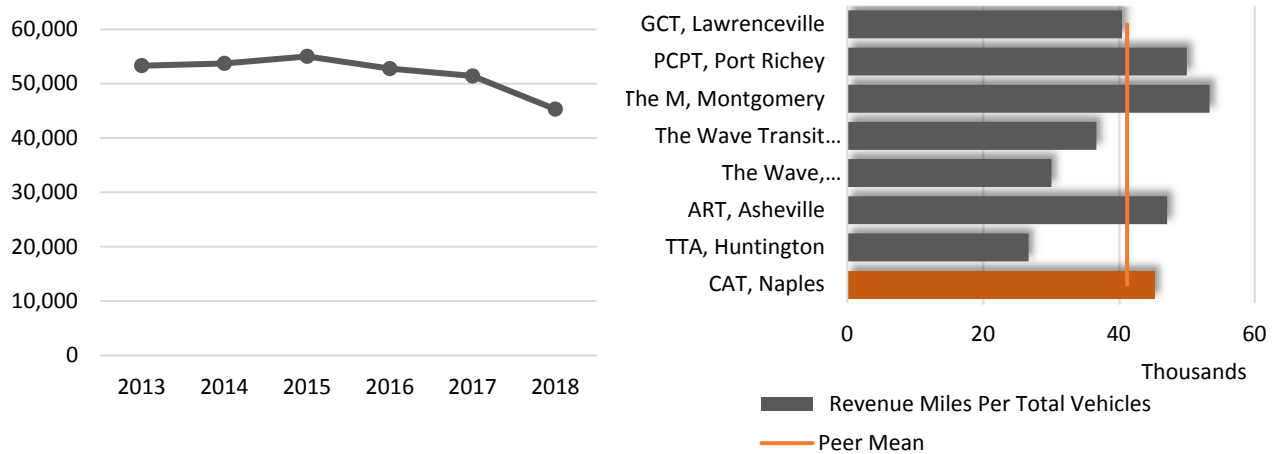 60,000
50,000
40,000
30,000
20,000
10,000
0
2013 2014 2015 2016 2017 2018
GCT, Lawrenceville
PCPT, Port Richey
The M, Montgomery
The Wave Transit...
The Wave,...
ART, Asheville
TTA, Huntington
CAT, Naples
0 20 40 60
Thousands
Revenue Miles Per Total Vehicles
Peer Mean